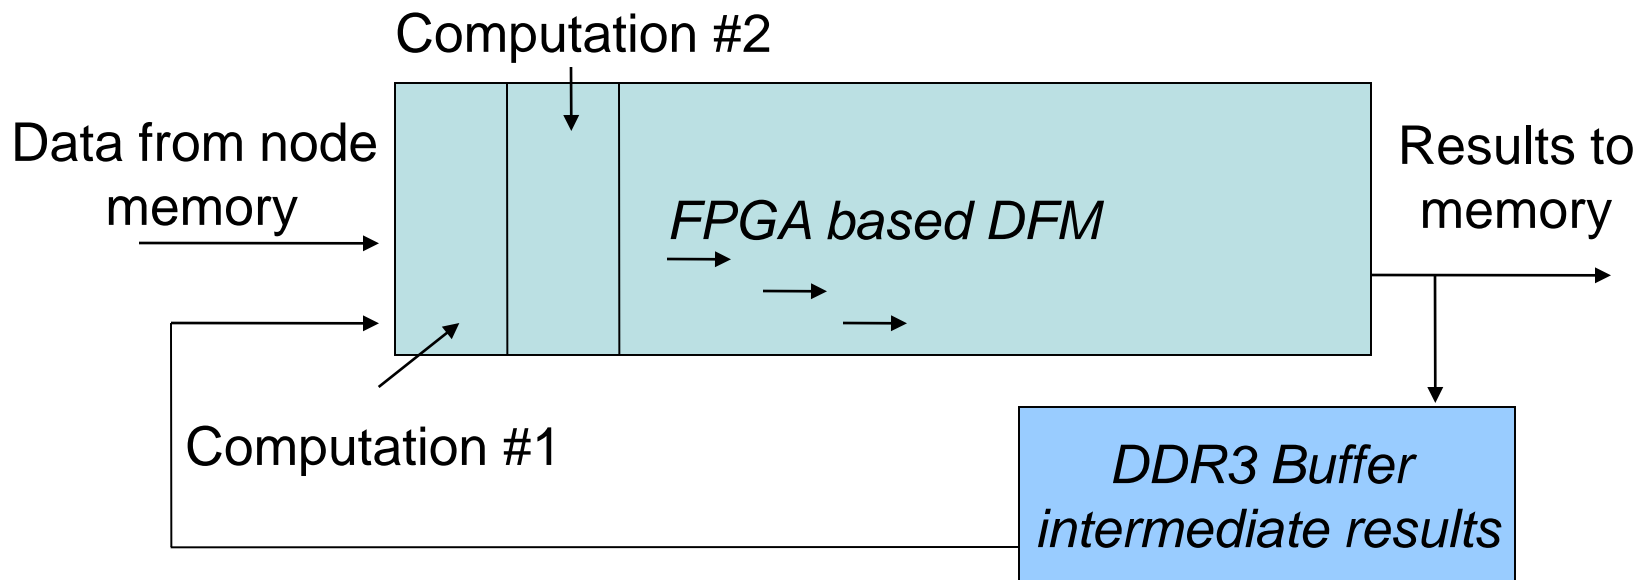 Computation #2
Data from node
memory
FPGA based DFM
Results to
memory
Computation #1
DDR3 Buffer
intermediate results